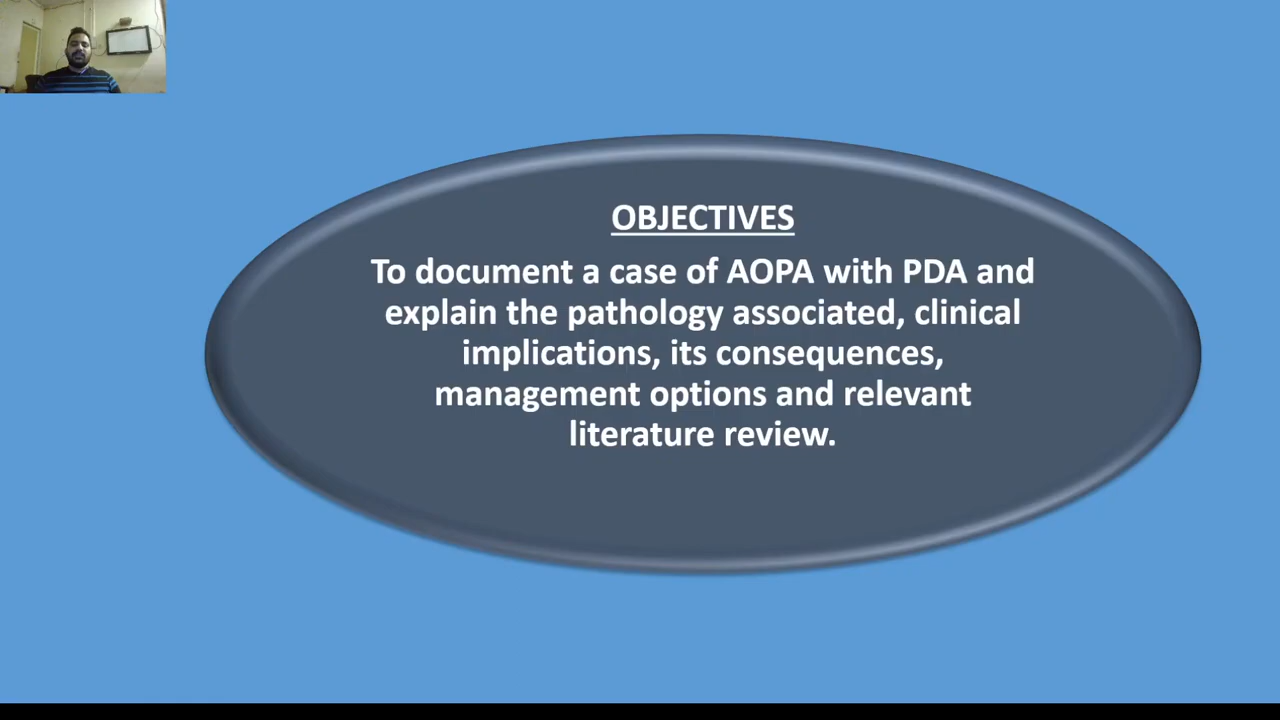 OBJECTIVES
To document a case of AOPA with PDA and
explain the pathology associated, clinical
implications, its consequences,
management options and relevant
literature review.